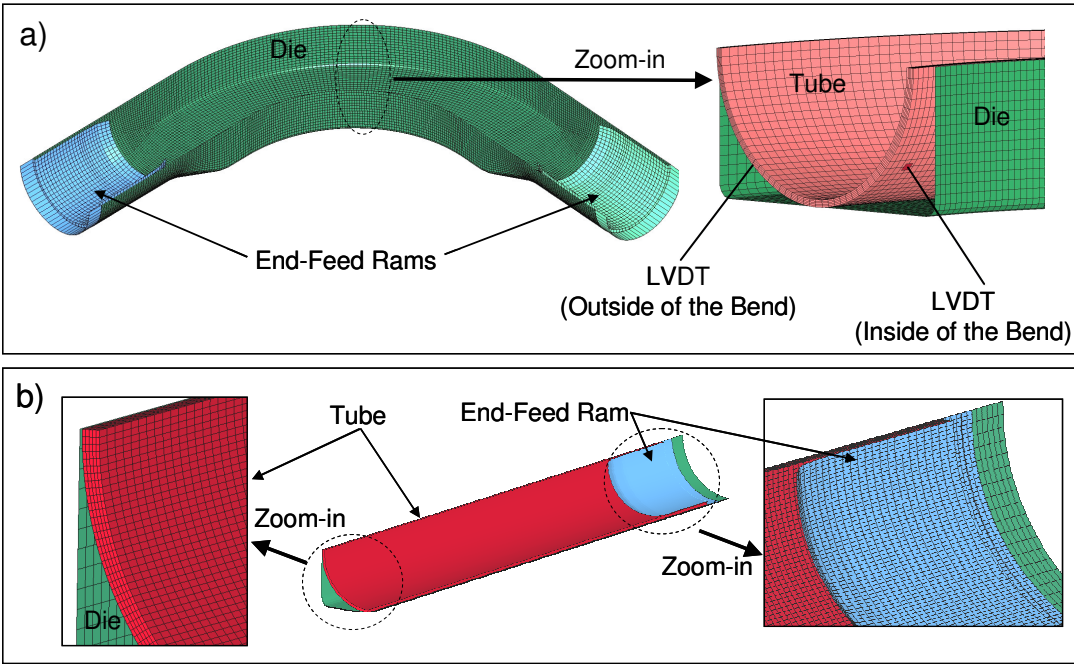 a)
Die
Zoom-in
Tube
Die
End-Feed Rams
LVDT
(Outside of the Bend)
LVDT
(Inside of the Bend)
b)
Tube
End-Feed Ram
Zoom-in
Zoom-in
Die